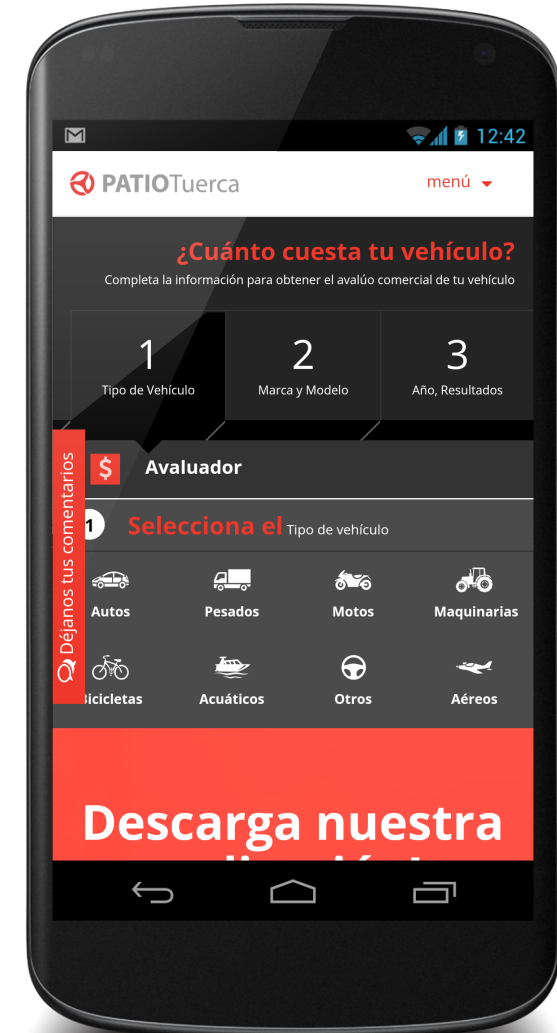 12:42
PATIOTuerca
menú
¿Cuánto cuesta tu vehículo?
Completa la información para obtener el avalúo comercial de tu vehículo
1
2
3
Tipo de Vehículo
Marca y Modelo
Año, Resultados
Déjanos tus comentarios
$ Avaluador
1 Selecciona el Tipo de vehículo
Autos
Pesados
Motos
Maquinarias
Bicicletas
Acuáticos
Otros
Aéreos
Descarga nuestra